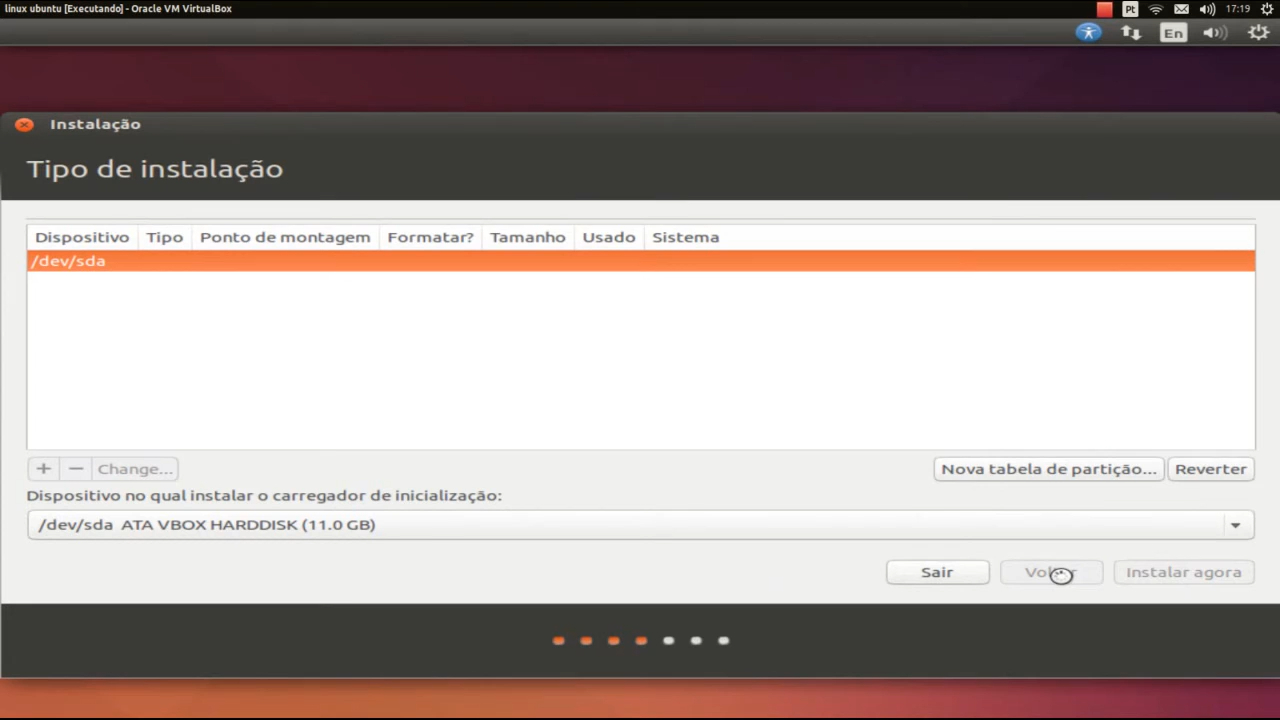 linux ubuntu [Executando] - Oracle VM VirtualBox
Pt
17:19
En
Instalação
Tipo de instalação
Dispositivo Tipo Ponto de montagem Formatar? Tamanho Usado Sistema
/dev/sda
+ − Change... Nova tabela de partição... Reverter
Dispositivo no qual instalar o carregador de inicialização:
/dev/sda ATA VBOX HARDDISK (11.0 GB)
Sair Voltar Instalar agora